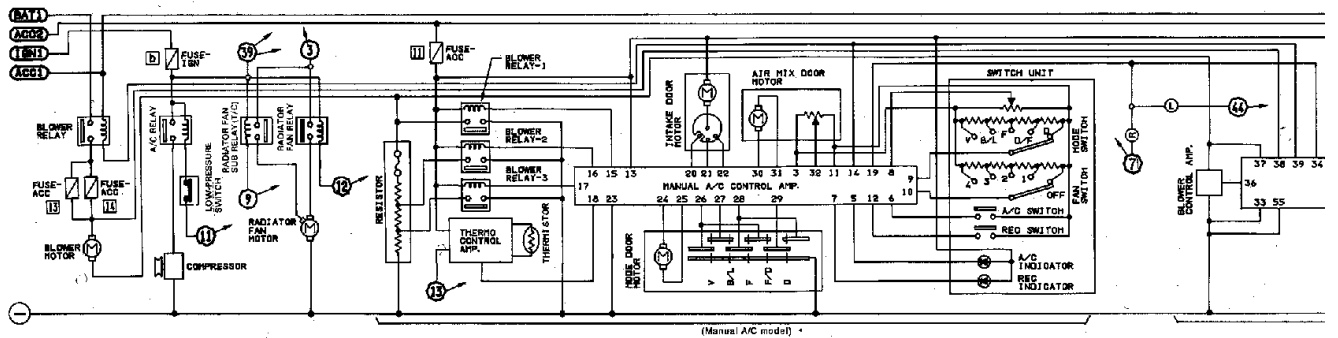 BAT1
ACC2
IGN1
ACC1
b
FUSE-
IGN
39
3
11
FUSE-
ACC
BLOWER
RELAY-1
BLOWER
RELAY-2
BLOWER
RELAY-3
BLOWER
RELAY
A/C RELAY
RADIATOR FAN
SUB RELAY(T/C)
RADIATOR
FAN RELAY
FUSE-
ACC
13
FUSE-
ACC
14
LOW-PRESSURE
SWITCH
11
9
12
RADIATOR
FAN
MOTOR
M
BLOWER
MOTOR
M
COMPRESSOR
RESISTOR
THERMO
CONTROL
AMP.
THERMISTOR
13
INTAKE DOOR
MOTOR
M
AIR MIX DOOR
MOTOR
M
16 15 13 20 21 22 30 31 3 32 11 14 19 8
17 MANUAL A/C CONTROL AMP. 9
10
18 23 24 25 26 27 28 29 7 5 12 6
MODE DOOR
MOTOR
M
V B/L F F/D D
SWITCH UNIT
V B/L F D/F D
MODE
SWITCH
4 3 2 1 OFF
FAN
SWITCH
A/C SWITCH
REC SWITCH
A/C
INDICATOR
REC
INDICATOR
R
L
44
7
BLOWER
CONTROL AMP.
37 38 39 34
36
33 55
(Manual A/C model)